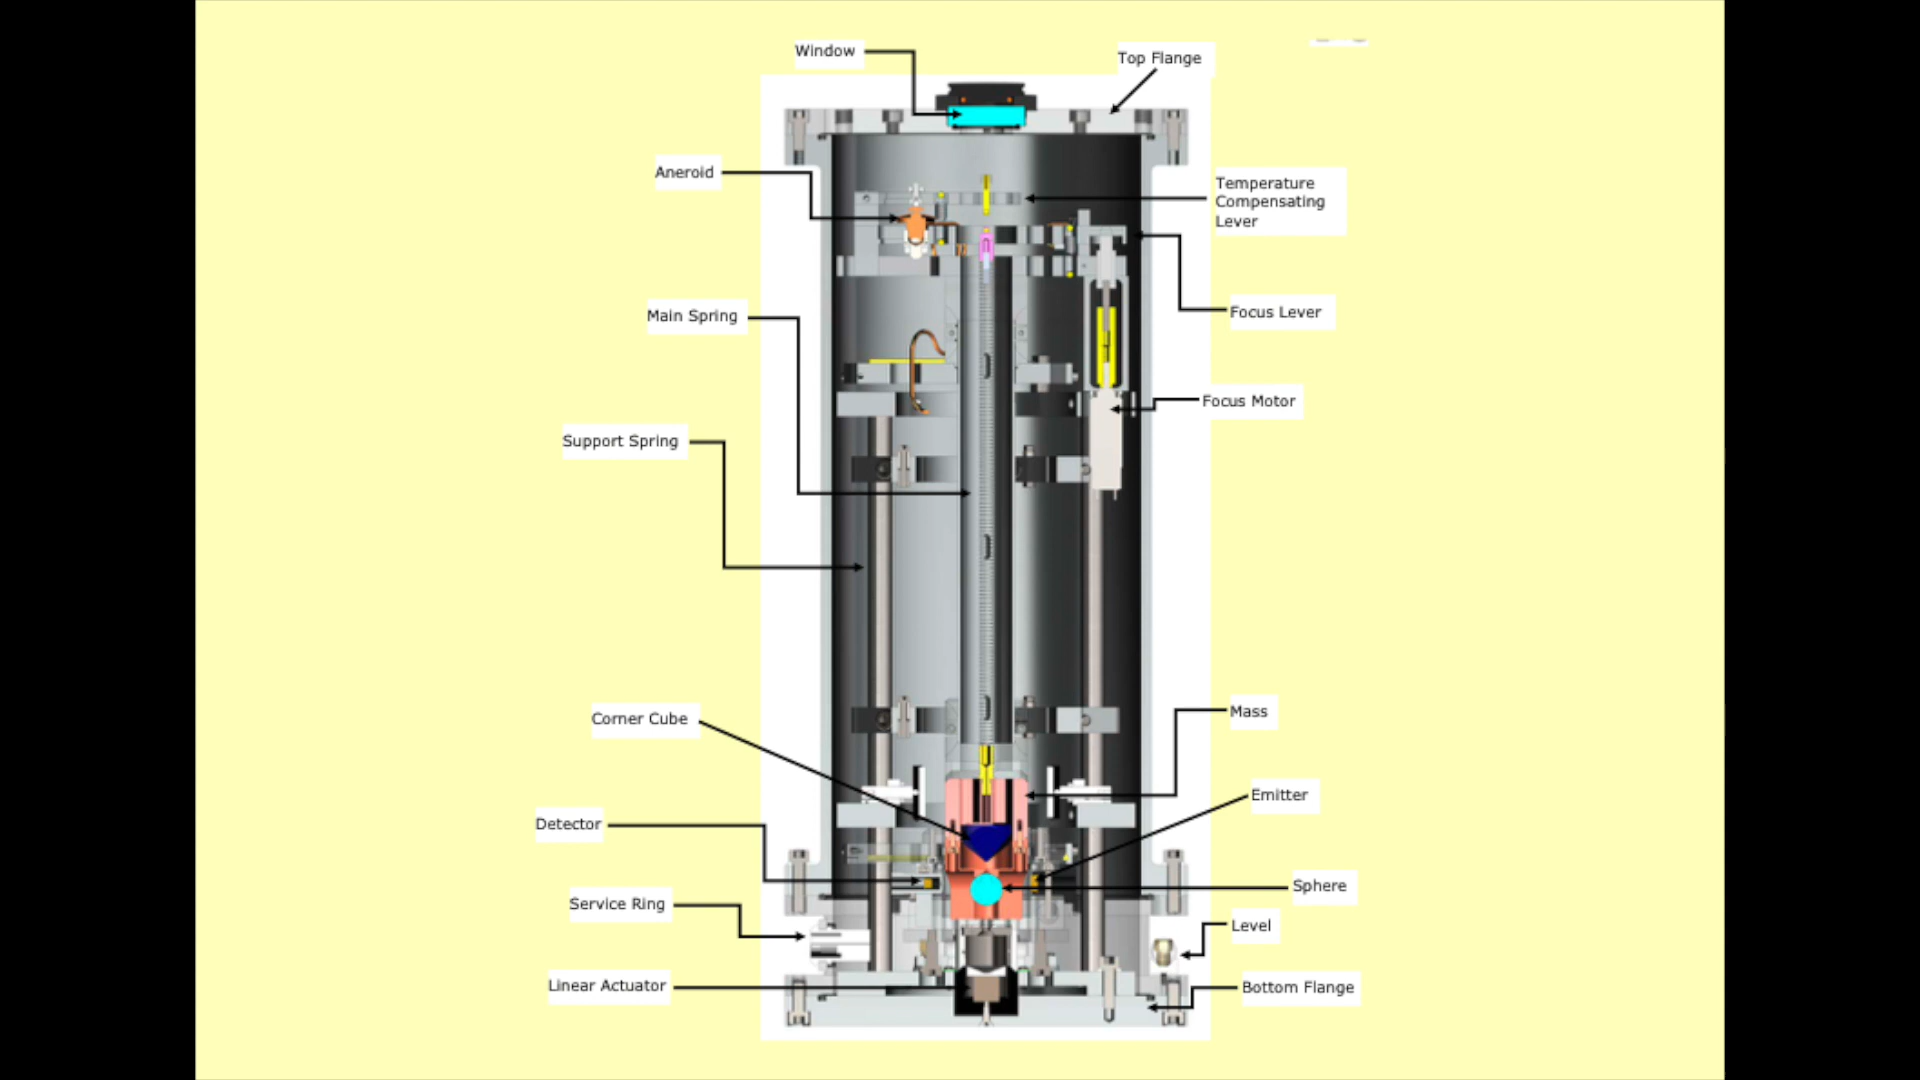 Window
Top Flange
Aneroid
Temperature
Compensating
Lever
Main Spring
Focus Lever
Focus Motor
Support Spring
Corner Cube
Mass
Detector
Emitter
Service Ring
Sphere
Level
Linear Actuator
Bottom Flange